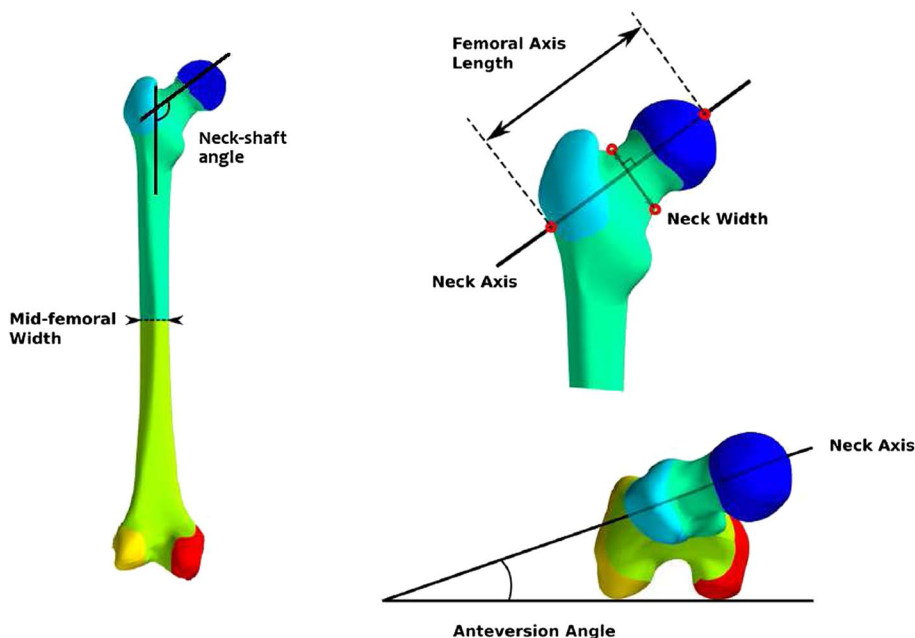 Neck-shaft
angle
Mid-femoral
Width
Femoral Axis
Length
Neck Width
Neck Axis
Neck Axis
Anteversion Angle